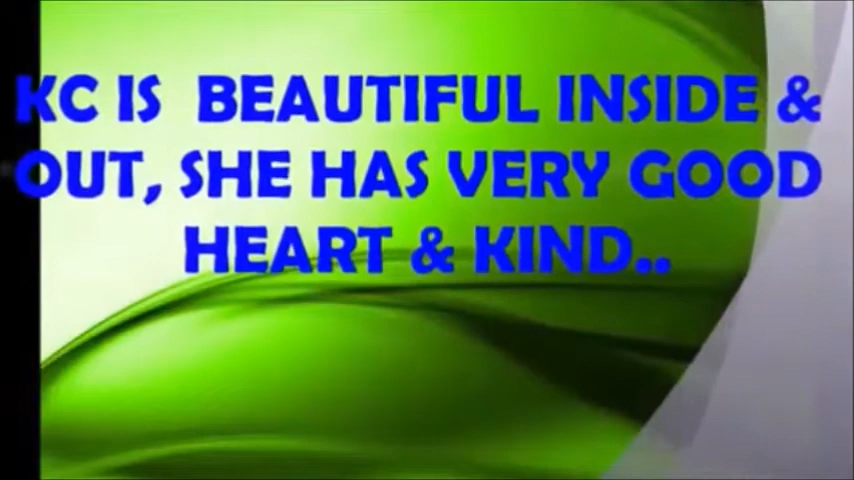 KC IS BEAUTIFUL INSIDE &
OUT, SHE HAS VERY GOOD
HEART & KIND..